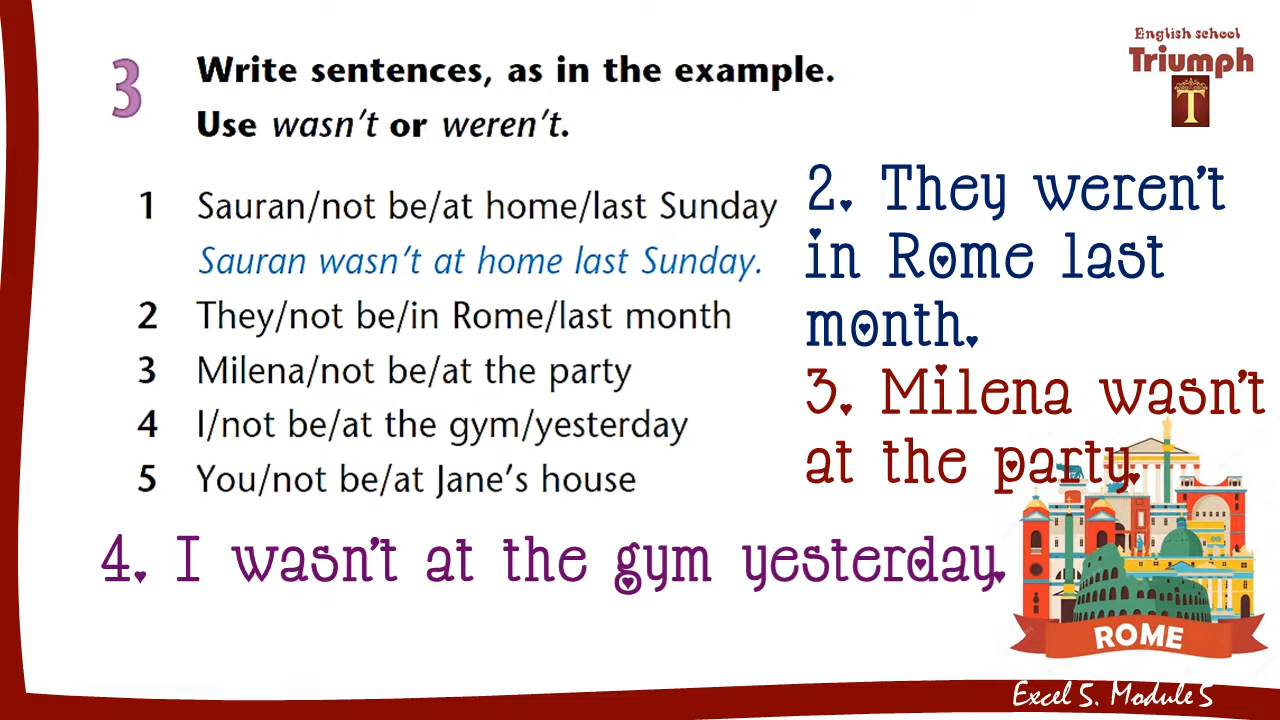 English school
Triumph
T
3
Write sentences, as in the example.
Use wasn't or weren't.
1 Sauran/not be/at home/last Sunday
Sauran wasn't at home last Sunday.
2 They/not be/in Rome/last month
3 Milena/not be/at the party
4 I/not be/at the gym/yesterday
5 You/not be/at Jane's house
2. They weren't
in Rome last
month.
3. Milena wasn't
at the party.
4. I wasn't at the gym yesterday.
ROME
Excel 5. Module 5